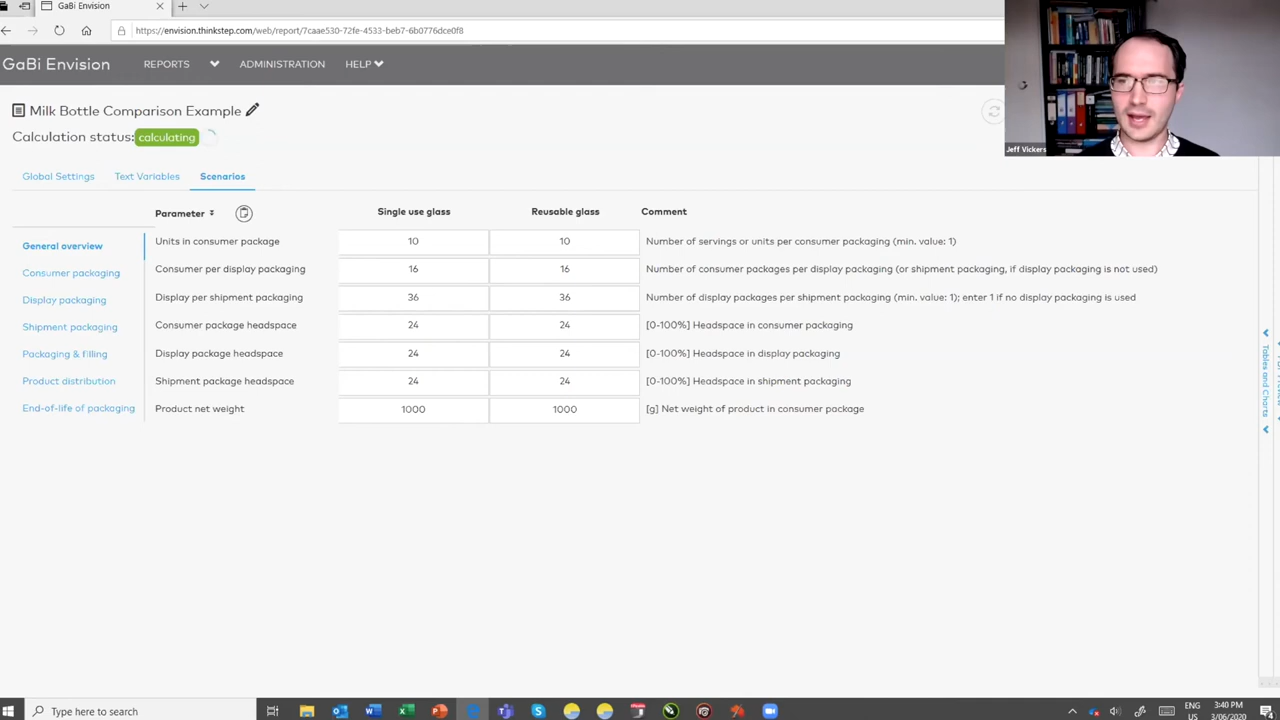 GaBi Envision
https://envision.thinkstep.com/web/report/7caae530-72fe-4533-beb7-6b0776dce0f8
GaBi Envision REPORTS ADMINISTRATION HELP
Milk Bottle Comparison Example
Calculation status: calculating
Jeff Vickers
Global Settings Text Variables Scenarios
Parameter Single use glass Reusable glass Comment
General overview
Consumer packaging
Display packaging
Shipment packaging
Packaging & filling
Product distribution
End-of-life of packaging
Units in consumer package 10 10 Number of servings or units per consumer packaging (min. value: 1)
Consumer per display packaging 16 16 Number of consumer packages per display packaging (or shipment packaging, if display packaging is not used)
Display per shipment packaging 36 36 Number of display packages per shipment packaging (min. value: 1); enter 1 if no display packaging is used
Consumer package headspace 24 24 [0-100%] Headspace in consumer packaging
Display package headspace 24 24 [0-100%] Headspace in display packaging
Shipment package headspace 24 24 [0-100%] Headspace in shipment packaging
Product net weight 1000 1000 [g] Net weight of product in consumer package
Tables and Charts
Type here to search
ENG
US
3:40 PM
3/06/2020